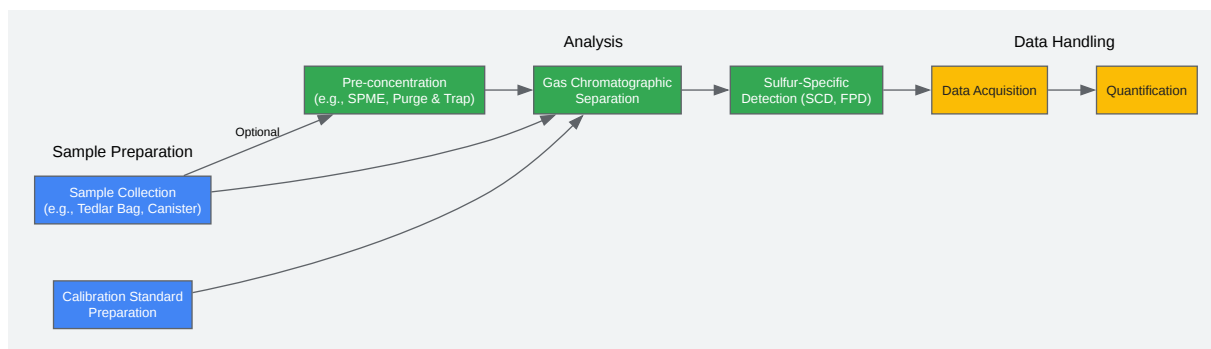 Analysis
Data Handling
Pre-concentration
(e.g., SPME, Purge & Trap)
Gas Chromatographic
Separation
Sulfur-Specific
Detection (SCD, FPD)
Data Acquisition
Quantification
Optional
Sample Preparation
Sample Collection
(e.g., Tedlar Bag, Canister)
Calibration Standard
Preparation